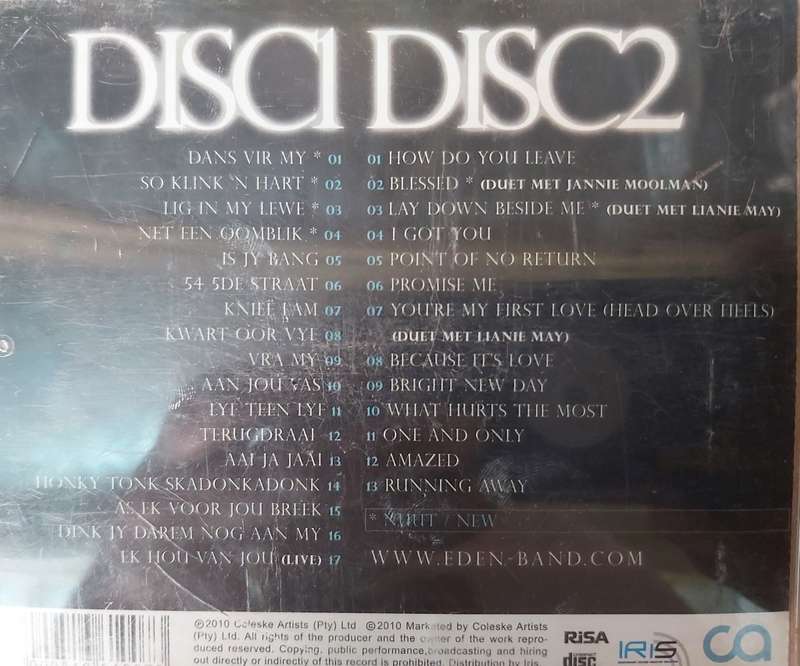 DISC1
DANS VIR MY * 01
SO KLINK 'N HART * 02
LIG IN MY LEWE * 03
NET EEN OOMBLIK * 04
IS JY BANG 05
54 5DE STRAAT 06
KNIEË LAM 07
KWART OOR VYF 08
VRA MY 09
AAN JOU VAS 10
LYF TEEN LYF 11
TERUGDRAAI 12
AAI JA JAAI 13
HONKY TONK SKADONKADONK 14
AS EK VOOR JOU BREEK 15
DINK JY DAREM NOG AAN MY 16
EK HOU VAN JOU (LIVE) 17
DISC2
01 HOW DO YOU LEAVE
02 BLESSED * (DUET MET JANNIE MOOLMAN)
03 LAY DOWN BESIDE ME * (DUET MET LIANIE MAY)
04 I GOT YOU
05 POINT OF NO RETURN
06 PROMISE ME
07 YOU'RE MY FIRST LOVE (HEAD OVER HEELS)
(DUET MET LIANIE MAY)
08 BECAUSE IT'S LOVE
09 BRIGHT NEW DAY
10 WHAT HURTS THE MOST
11 ONE AND ONLY
12 AMAZED
13 RUNNING AWAY
* NUUT / NEW
WWW.EDEN-BAND.COM
℗2010 Coleske Artists (Pty) Ltd ©2010 Marketed by Coleske Artists
(Pty) Ltd. All rights of the producer and the owner of the work repro-
duced reserved. Copying, public performance, broadcasting and hiring
out directly or indirectly of this record is prohibited. Distribution by Iris.
RiSA
COMPACT
disc
IRIS
ca